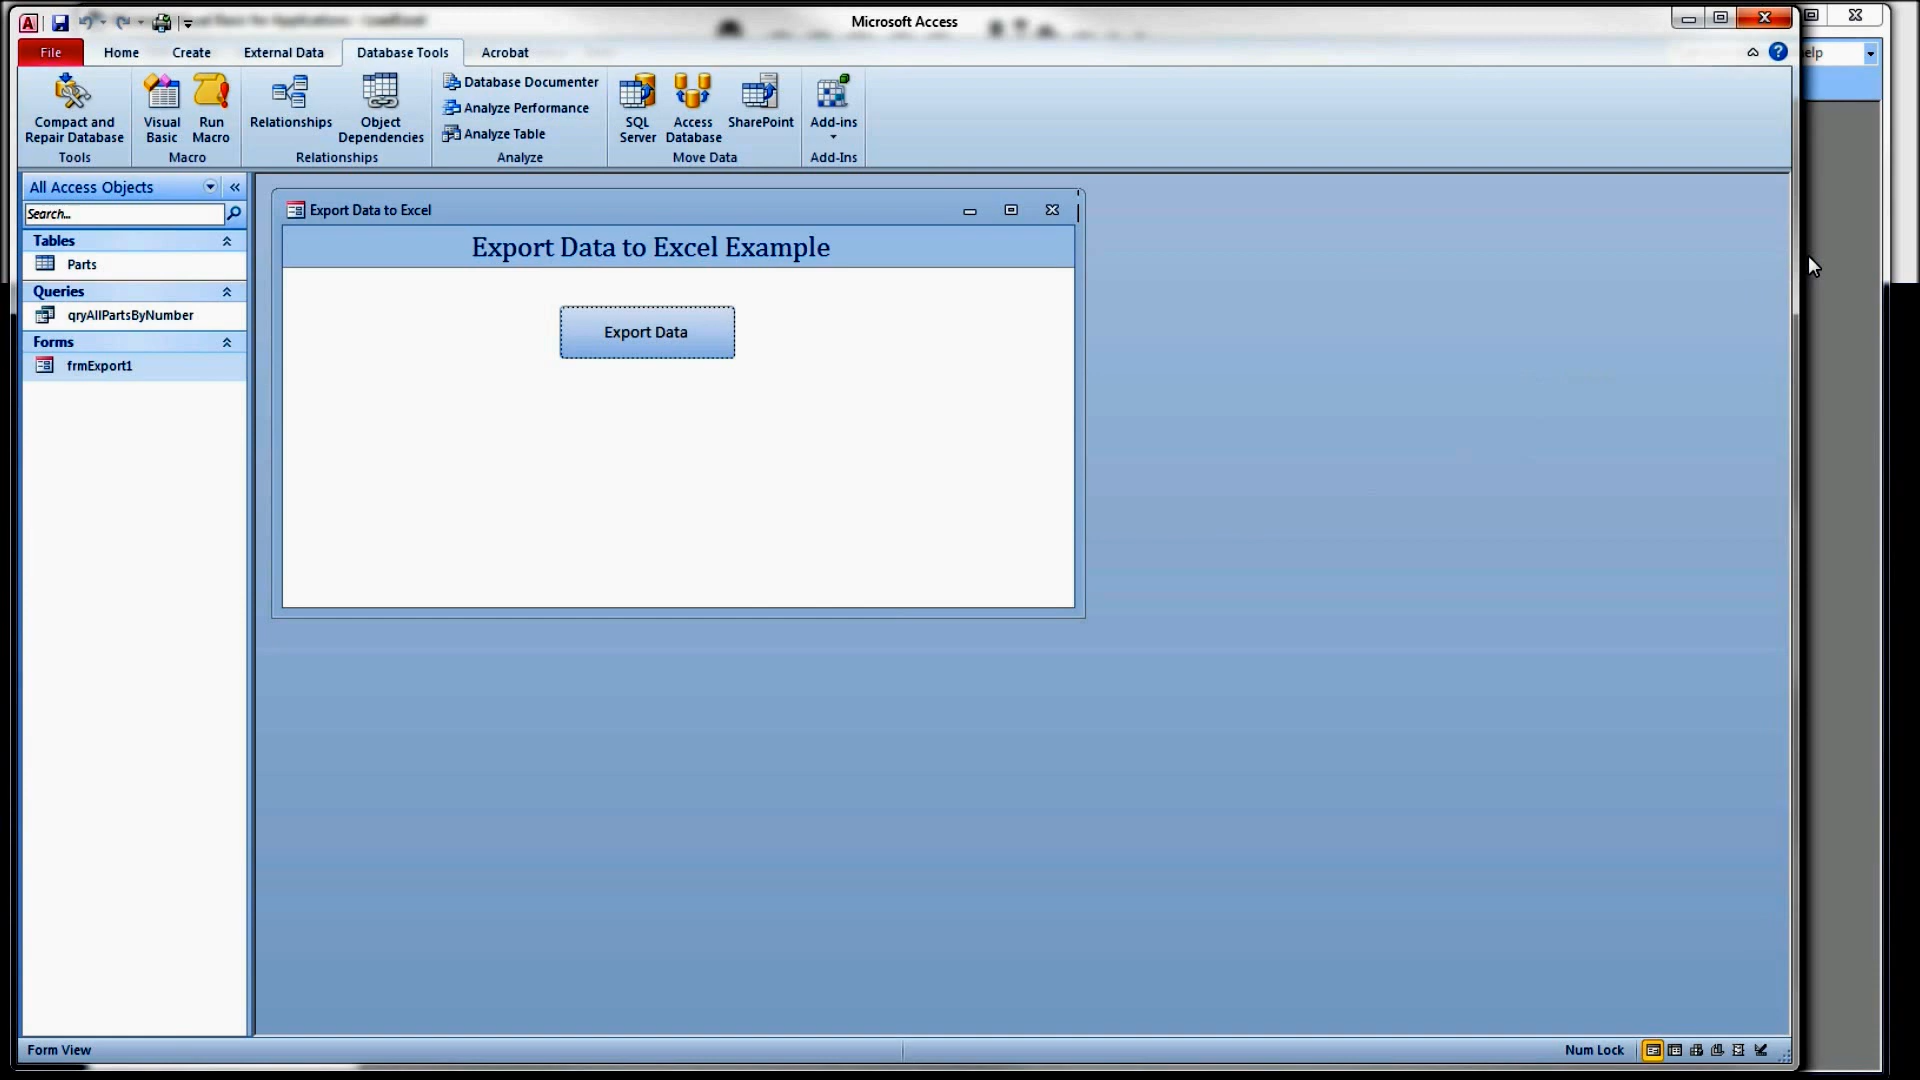 Microsoft Access
File Home Create External Data Database Tools Acrobat
elp
Compact and Repair Database
Visual Basic
Run Macro
Relationships
Object Dependencies
Database Documenter
Analyze Performance
Analyze Table
SQL Server
Access Database
SharePoint
Add-ins
Tools Macro Relationships Analyze Move Data Add-Ins
All Access Objects
Search...
Tables
Parts
Queries
qryAllPartsByNumber
Forms
frmExport1
Export Data to Excel
Export Data to Excel Example
Export Data
Form View
Num Lock